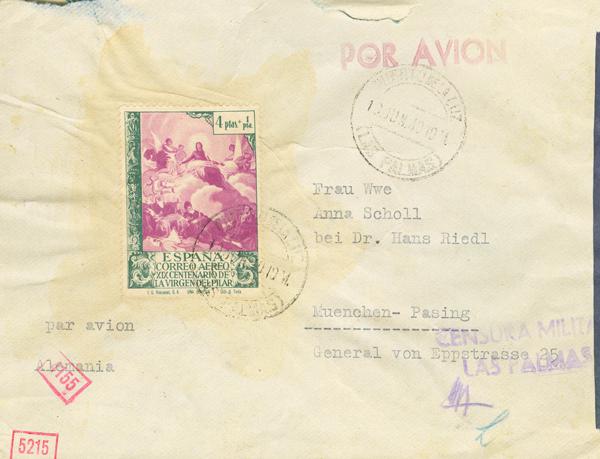 POR AVION
(LAS PALMAS)
4 ptas + 1 pta.
ESPAÑA
CORREO AEREO
XIX CENTENARIO DE
LA VIRGEN DEL PILAR
Frau Wwe
Anna Scholl
bei Dr. Hans Riedl
Muenchen- Pasing
General von Eppstrasse 25
par avion
Alemania
CENSURA MILITA
LAS PALMAS
155
5215